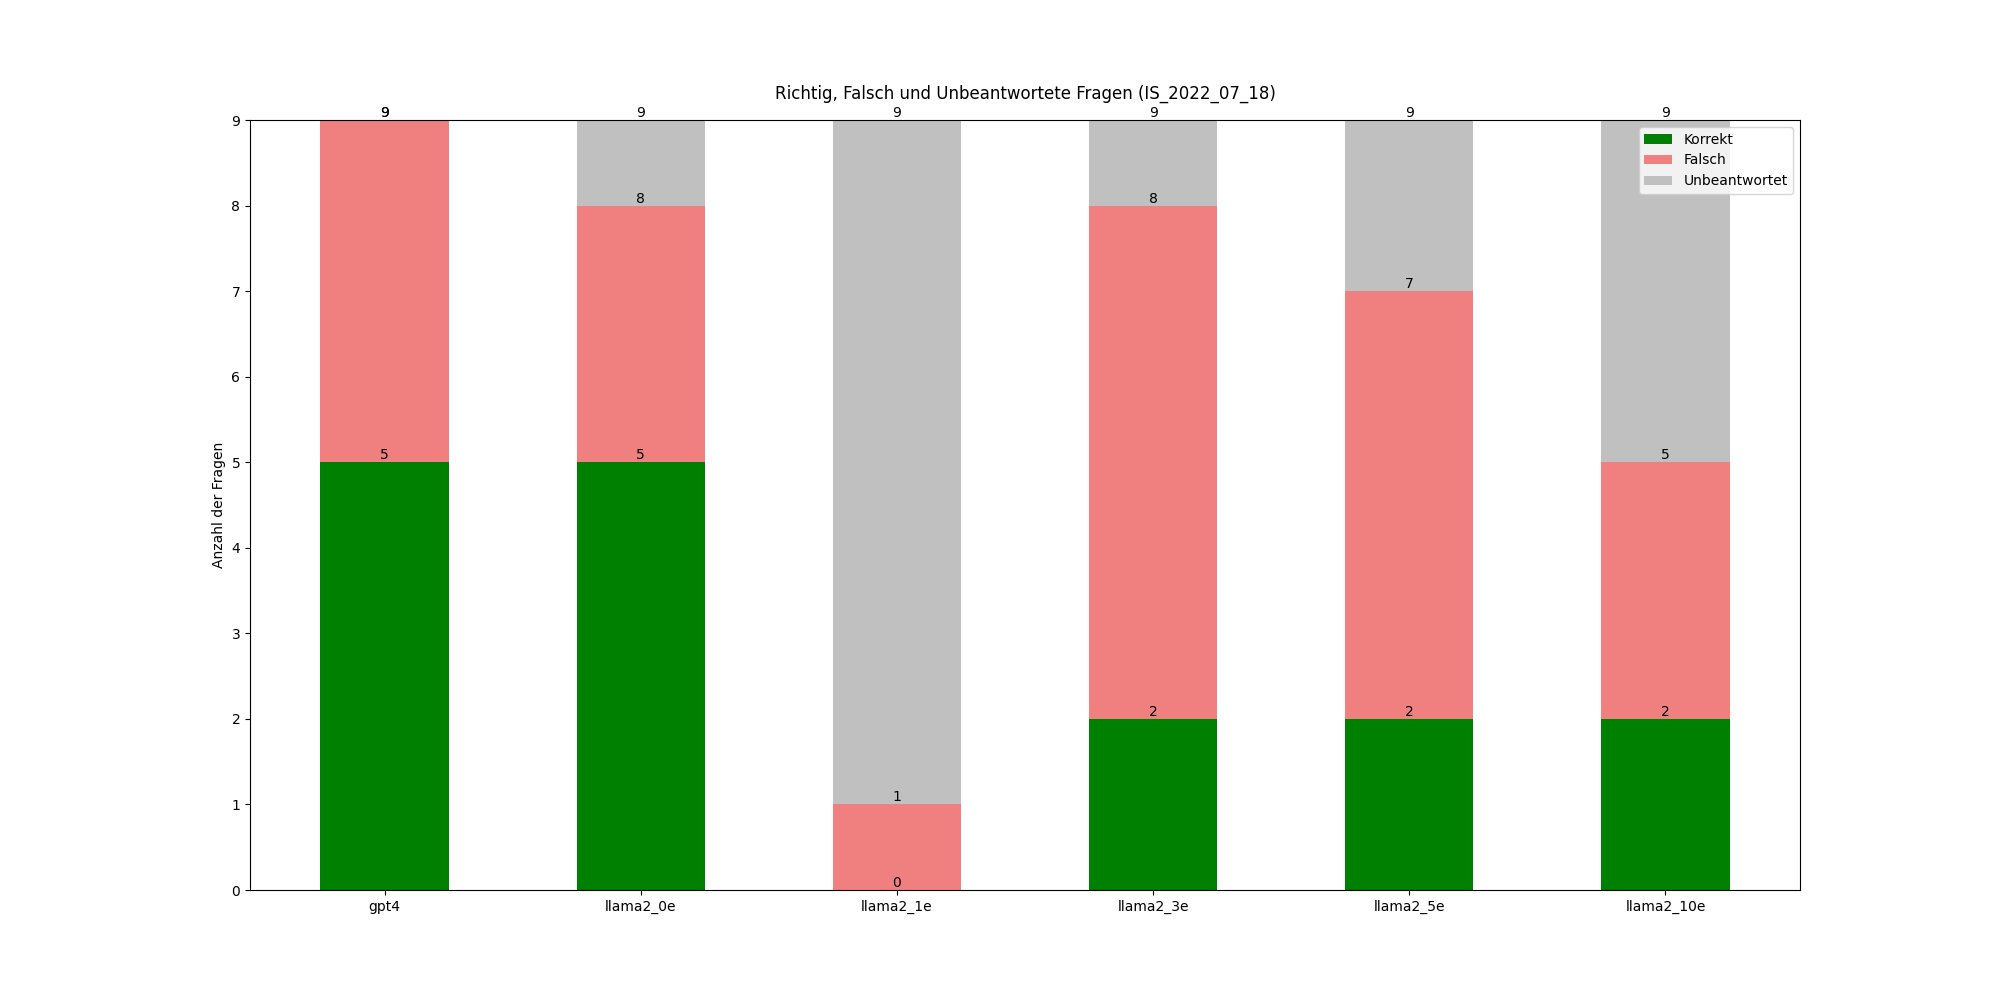 Richtig, Falsch und Unbeantwortete Fragen (IS_2022_07_18)
9 9 9 9 9 9
Korrekt
Falsch
Unbeantwortet
8 8
7
5 5 5
2 2 2
1
0
Anzahl der Fragen
9
8
7
6
5
4
3
2
1
0
gpt4 llama2_0e llama2_1e llama2_3e llama2_5e llama2_10e